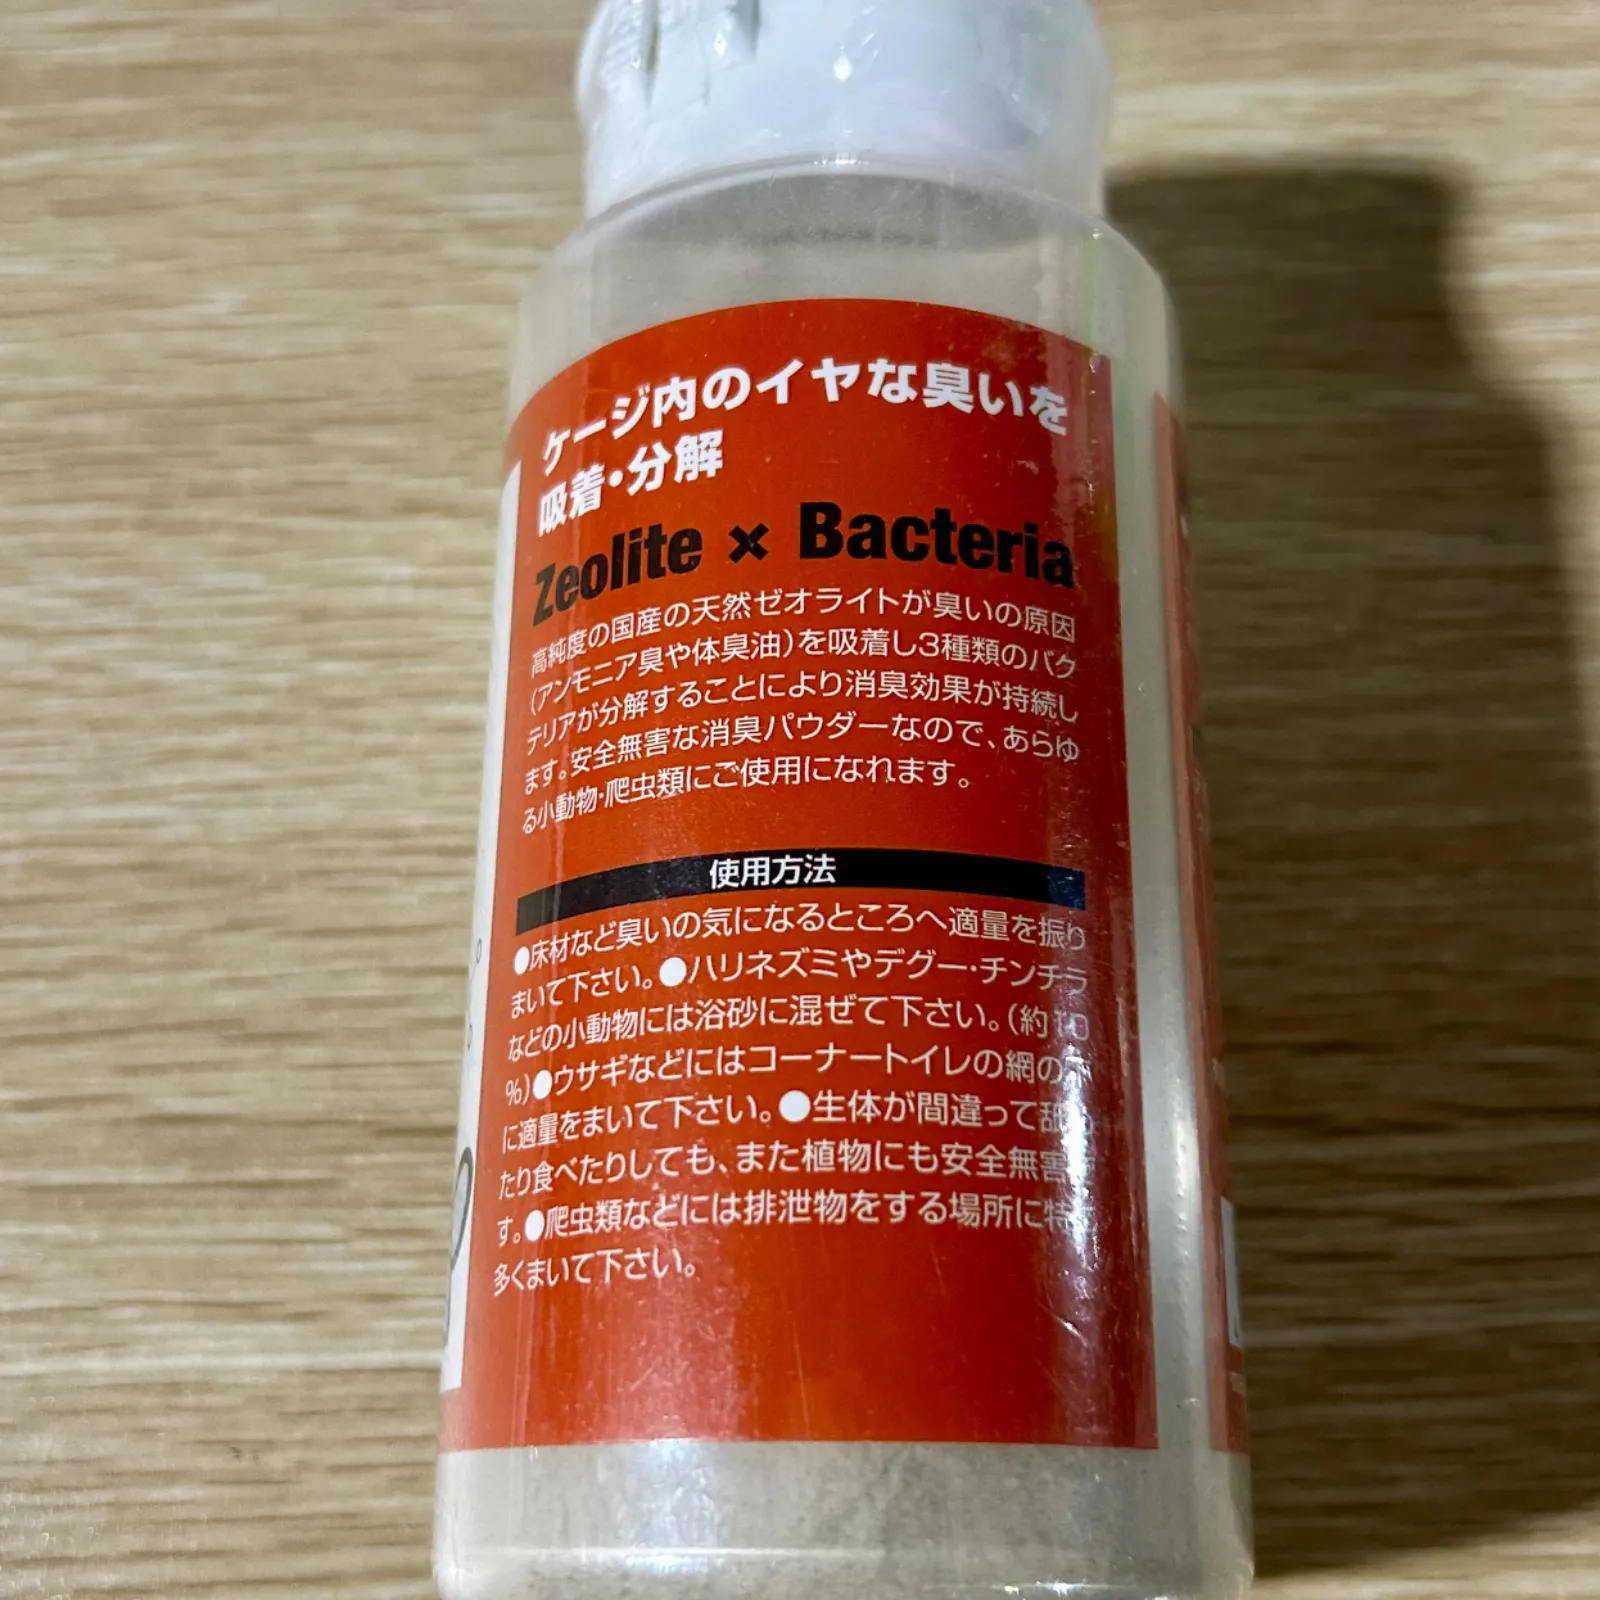 ケージ内のイヤな臭いを
吸着・分解
Zeolite × Bacteria
高純度の国産の天然ゼオライトが臭いの原因
(アンモニア臭や体臭油)を吸着し3種類のバク
テリアが分解することにより消臭効果が持続し
ます。安全無害な消臭パウダーなので、あらゆ
る小動物・爬虫類にご使用になれます。
使用方法
●床材など臭いの気になるところへ適量を振り
まいて下さい。●ハリネズミやデグー・チンチラ
などの小動物には浴砂に混ぜて下さい。(約10
%)●ウサギなどにはコーナートイレの網の下
に適量をまいて下さい。●生体が間違って舐め
たり食べたりしても、また植物にも安全無害で
す。●爬虫類などには排泄物をする場所に特に
多くまいて下さい。